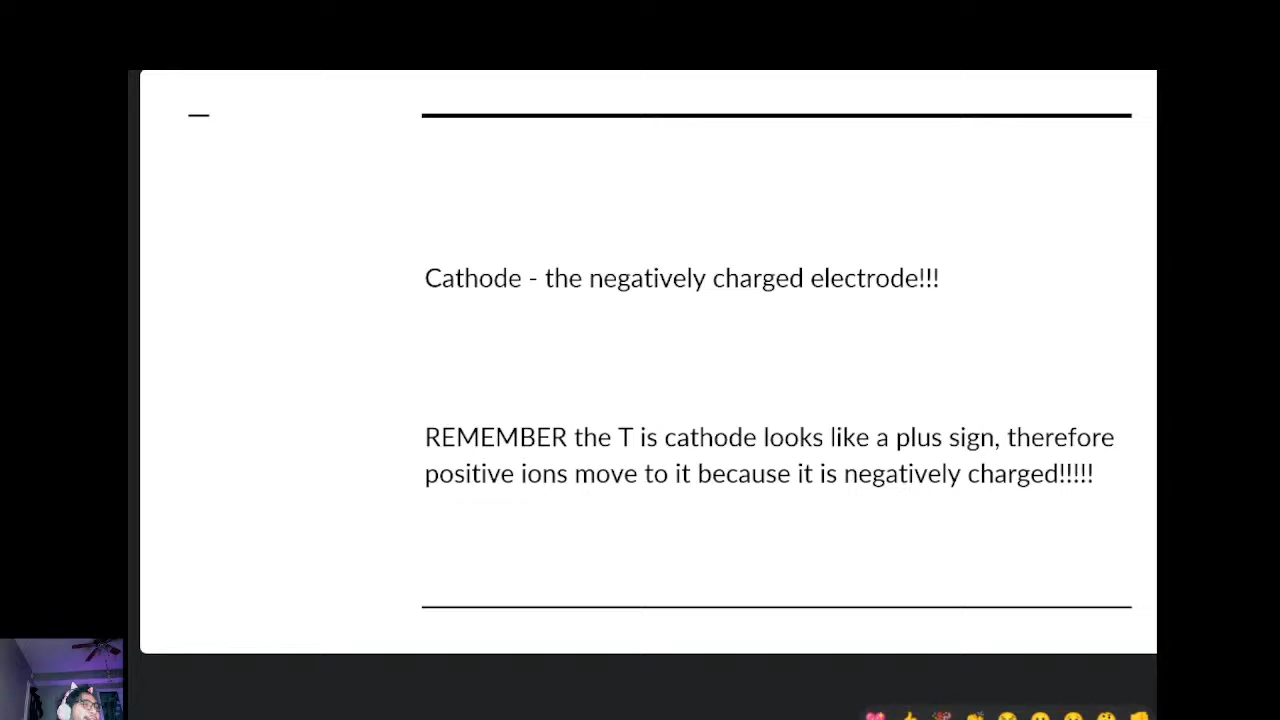 Cathode - the negatively charged electrode!!!
REMEMBER the T is cathode looks like a plus sign, therefore
positive ions move to it because it is negatively charged!!!!!